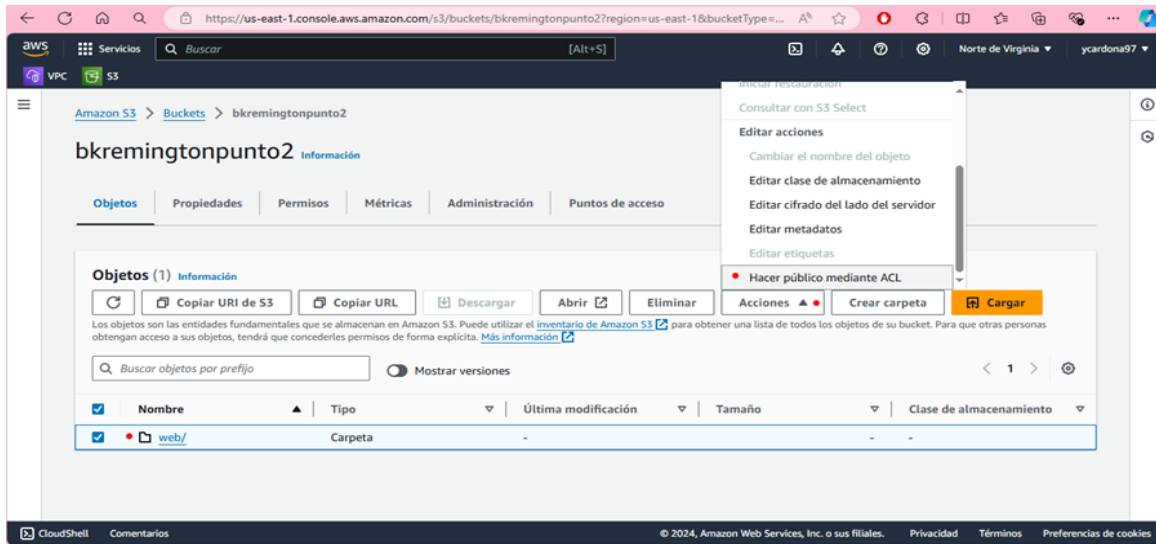 https://us-east-1.console.aws.amazon.com/s3/buckets/bkremingtonpunto2?region=us-east-1&bucketType=...
aws Servicios Buscar [Alt+S] Norte de Virginia ycardona97
VPC S3
Amazon S3 > Buckets > bkremingtonpunto2
bkremingtonpunto2 Información
Objetos Propiedades Permisos Métricas Administración Puntos de acceso
Iniciar restauración
Consultar con S3 Select
Editar acciones
Cambiar el nombre del objeto
Editar clase de almacenamiento
Editar cifrado del lado del servidor
Editar metadatos
Editar etiquetas
Hacer público mediante ACL
Objetos (1) Información
Copiar URI de S3 Copiar URL Descargar Abrir Eliminar Acciones Crear carpeta Cargar
Los objetos son las entidades fundamentales que se almacenan en Amazon S3. Puede utilizar el inventario de Amazon S3 para obtener una lista de todos los objetos de su bucket. Para que otras personas
obtengan acceso a sus objetos, tendrá que concederles permisos de forma explícita. Más información
Buscar objetos por prefijo Mostrar versiones < 1 >
Nombre Tipo Última modificación Tamaño Clase de almacenamiento
web/ Carpeta - - -
CloudShell Comentarios © 2024, Amazon Web Services, Inc. o sus filiales. Privacidad Términos Preferencias de cookies